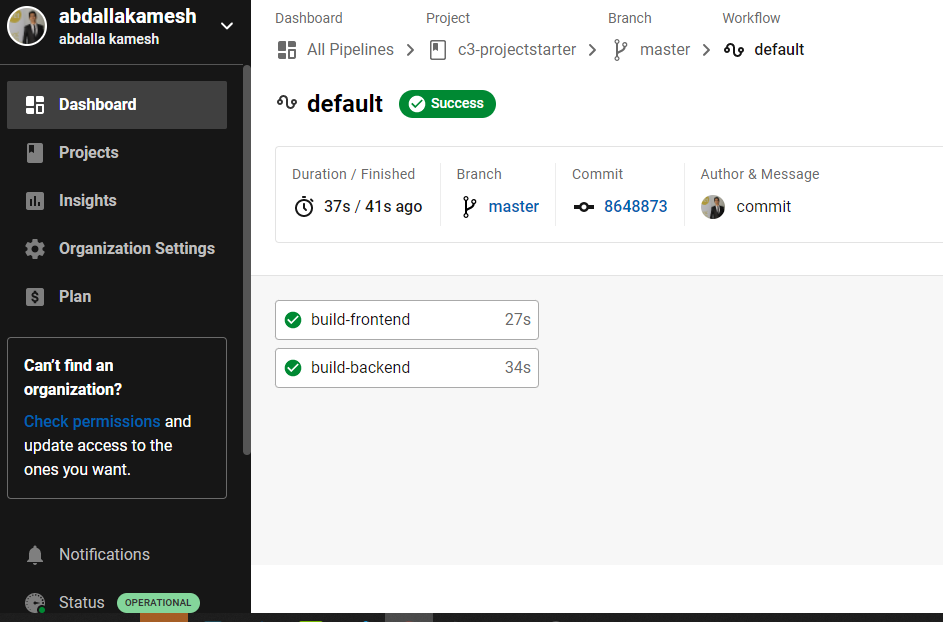 abdallakamesh
abdalla kamesh
Dashboard
Projects
Insights
Organization Settings
Plan
Can't find an
organization?
Check permissions and
update access to the
ones you want.
Notifications
Status OPERATIONAL
Dashboard Project Branch Workflow
All Pipelines c3-projectstarter master default
default Success
Duration / Finished Branch Commit Author & Message
37s / 41s ago master 8648873 commit
build-frontend 27s
build-backend 34s